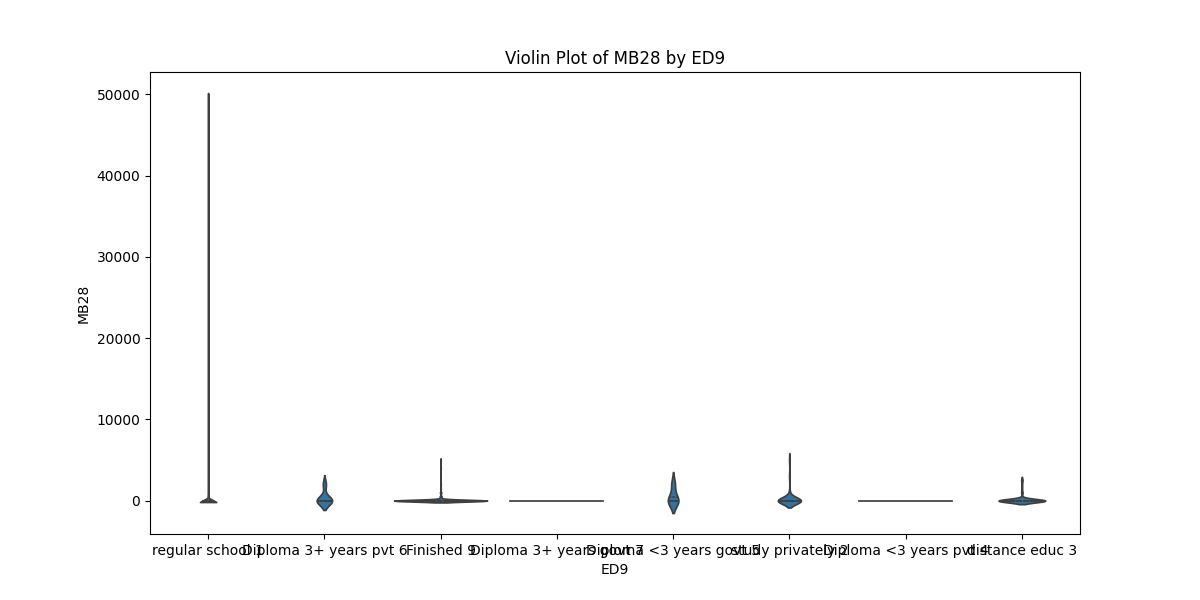 Violin Plot of MB28 by ED9
50000
40000
30000
20000
10000
0
MB28
regular school 1
Diploma 3+ years pvt 6
Finished 9
Diploma 3+ years govt 7
Diploma <3 years govt 5
study privately 2
Diploma <3 years pvt 4
distance educ 3
ED9